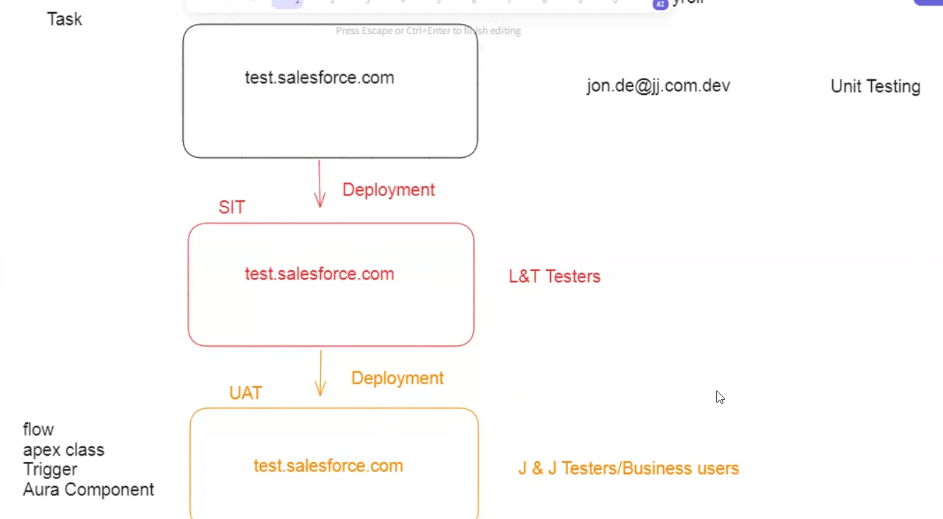 Task
Press Escape or Ctrl+Enter to finish editing
test.salesforce.com
jon.de@jj.com.dev
Unit Testing
Deployment
SIT
test.salesforce.com
L&T Testers
Deployment
UAT
flow
apex class
Trigger
Aura Component
test.salesforce.com
J & J Testers/Business users
AI
1